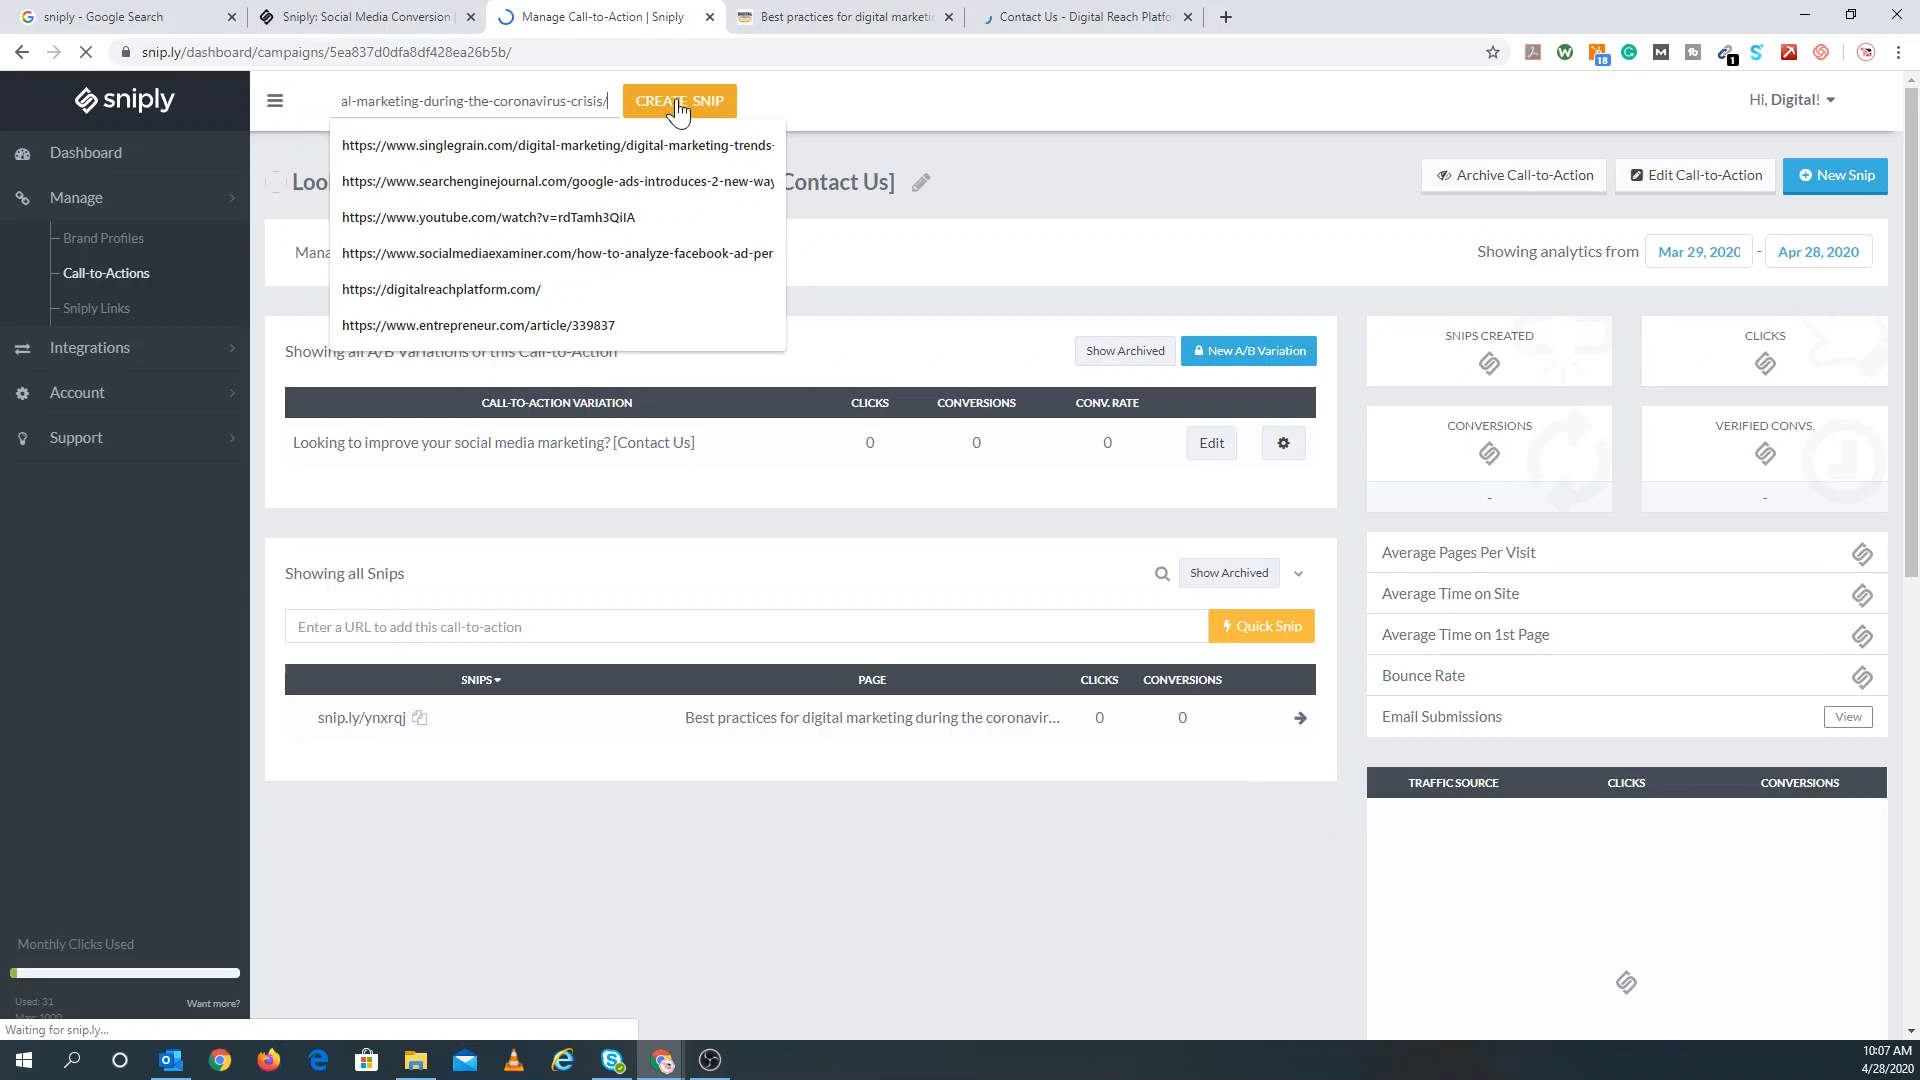 sniply - Google Search
Sniply: Social Media Conversion
Manage Call-to-Action | Sniply
Best practices for digital marketi
Contact Us - Digital Reach Platfo
snip.ly/dashboard/campaigns/5ea837d0dfa8df428ea26b5b/
18
1
sniply
al-marketing-during-the-coronavirus-crisis/
CREATE SNIP
Hi, Digital!
https://www.singlegrain.com/digital-marketing/digital-marketing-trends-
https://www.searchenginejournal.com/google-ads-introduces-2-new-way
https://www.youtube.com/watch?v=rdTamh3QiIA
https://www.socialmediaexaminer.com/how-to-analyze-facebook-ad-per
https://digitalreachplatform.com/
https://www.entrepreneur.com/article/339837
Dashboard
Manage
Brand Profiles
Call-to-Actions
Sniply Links
Integrations
Account
Support
Loo
Contact Us]
Archive Call-to-Action
Edit Call-to-Action
New Snip
Mana
Showing analytics from
Mar 29, 2020
-
Apr 28, 2020
Showing all A/B Variations of this Call-to-Action
Show Archived
New A/B Variation
CALL-TO-ACTION VARIATION
CLICKS
CONVERSIONS
CONV. RATE
Looking to improve your social media marketing? [Contact Us]
0
0
0
Edit
Showing all Snips
Show Archived
Enter a URL to add this call-to-action
Quick Snip
SNIPS
PAGE
CLICKS
CONVERSIONS
snip.ly/ynxrqj
Best practices for digital marketing during the coronavir...
0
0
SNIPS CREATED
CLICKS
CONVERSIONS
-
VERIFIED CONVS.
-
Average Pages Per Visit
Average Time on Site
Average Time on 1st Page
Bounce Rate
Email Submissions
View
TRAFFIC SOURCE
CLICKS
CONVERSIONS
Monthly Clicks Used
Used: 31
Want more?
Max: 1000
Waiting for snip.ly...
10:07 AM
4/28/2020